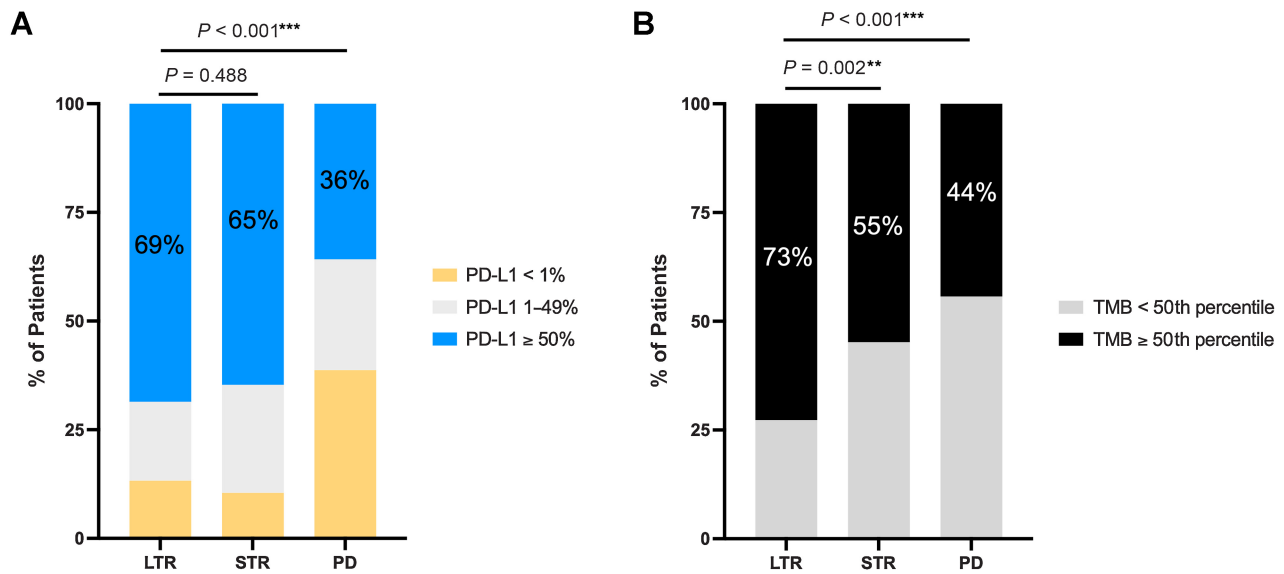 A
P < 0.001***
P = 0.488
100
75
50
25
0
% of Patients
69%
65%
36%
LTR
STR
PD
PD-L1 < 1%
PD-L1 1–49%
PD-L1 ≥ 50%
B
P < 0.001***
P = 0.002**
100
75
50
25
0
% of Patients
73%
55%
44%
LTR
STR
PD
TMB < 50th percentile
TMB ≥ 50th percentile